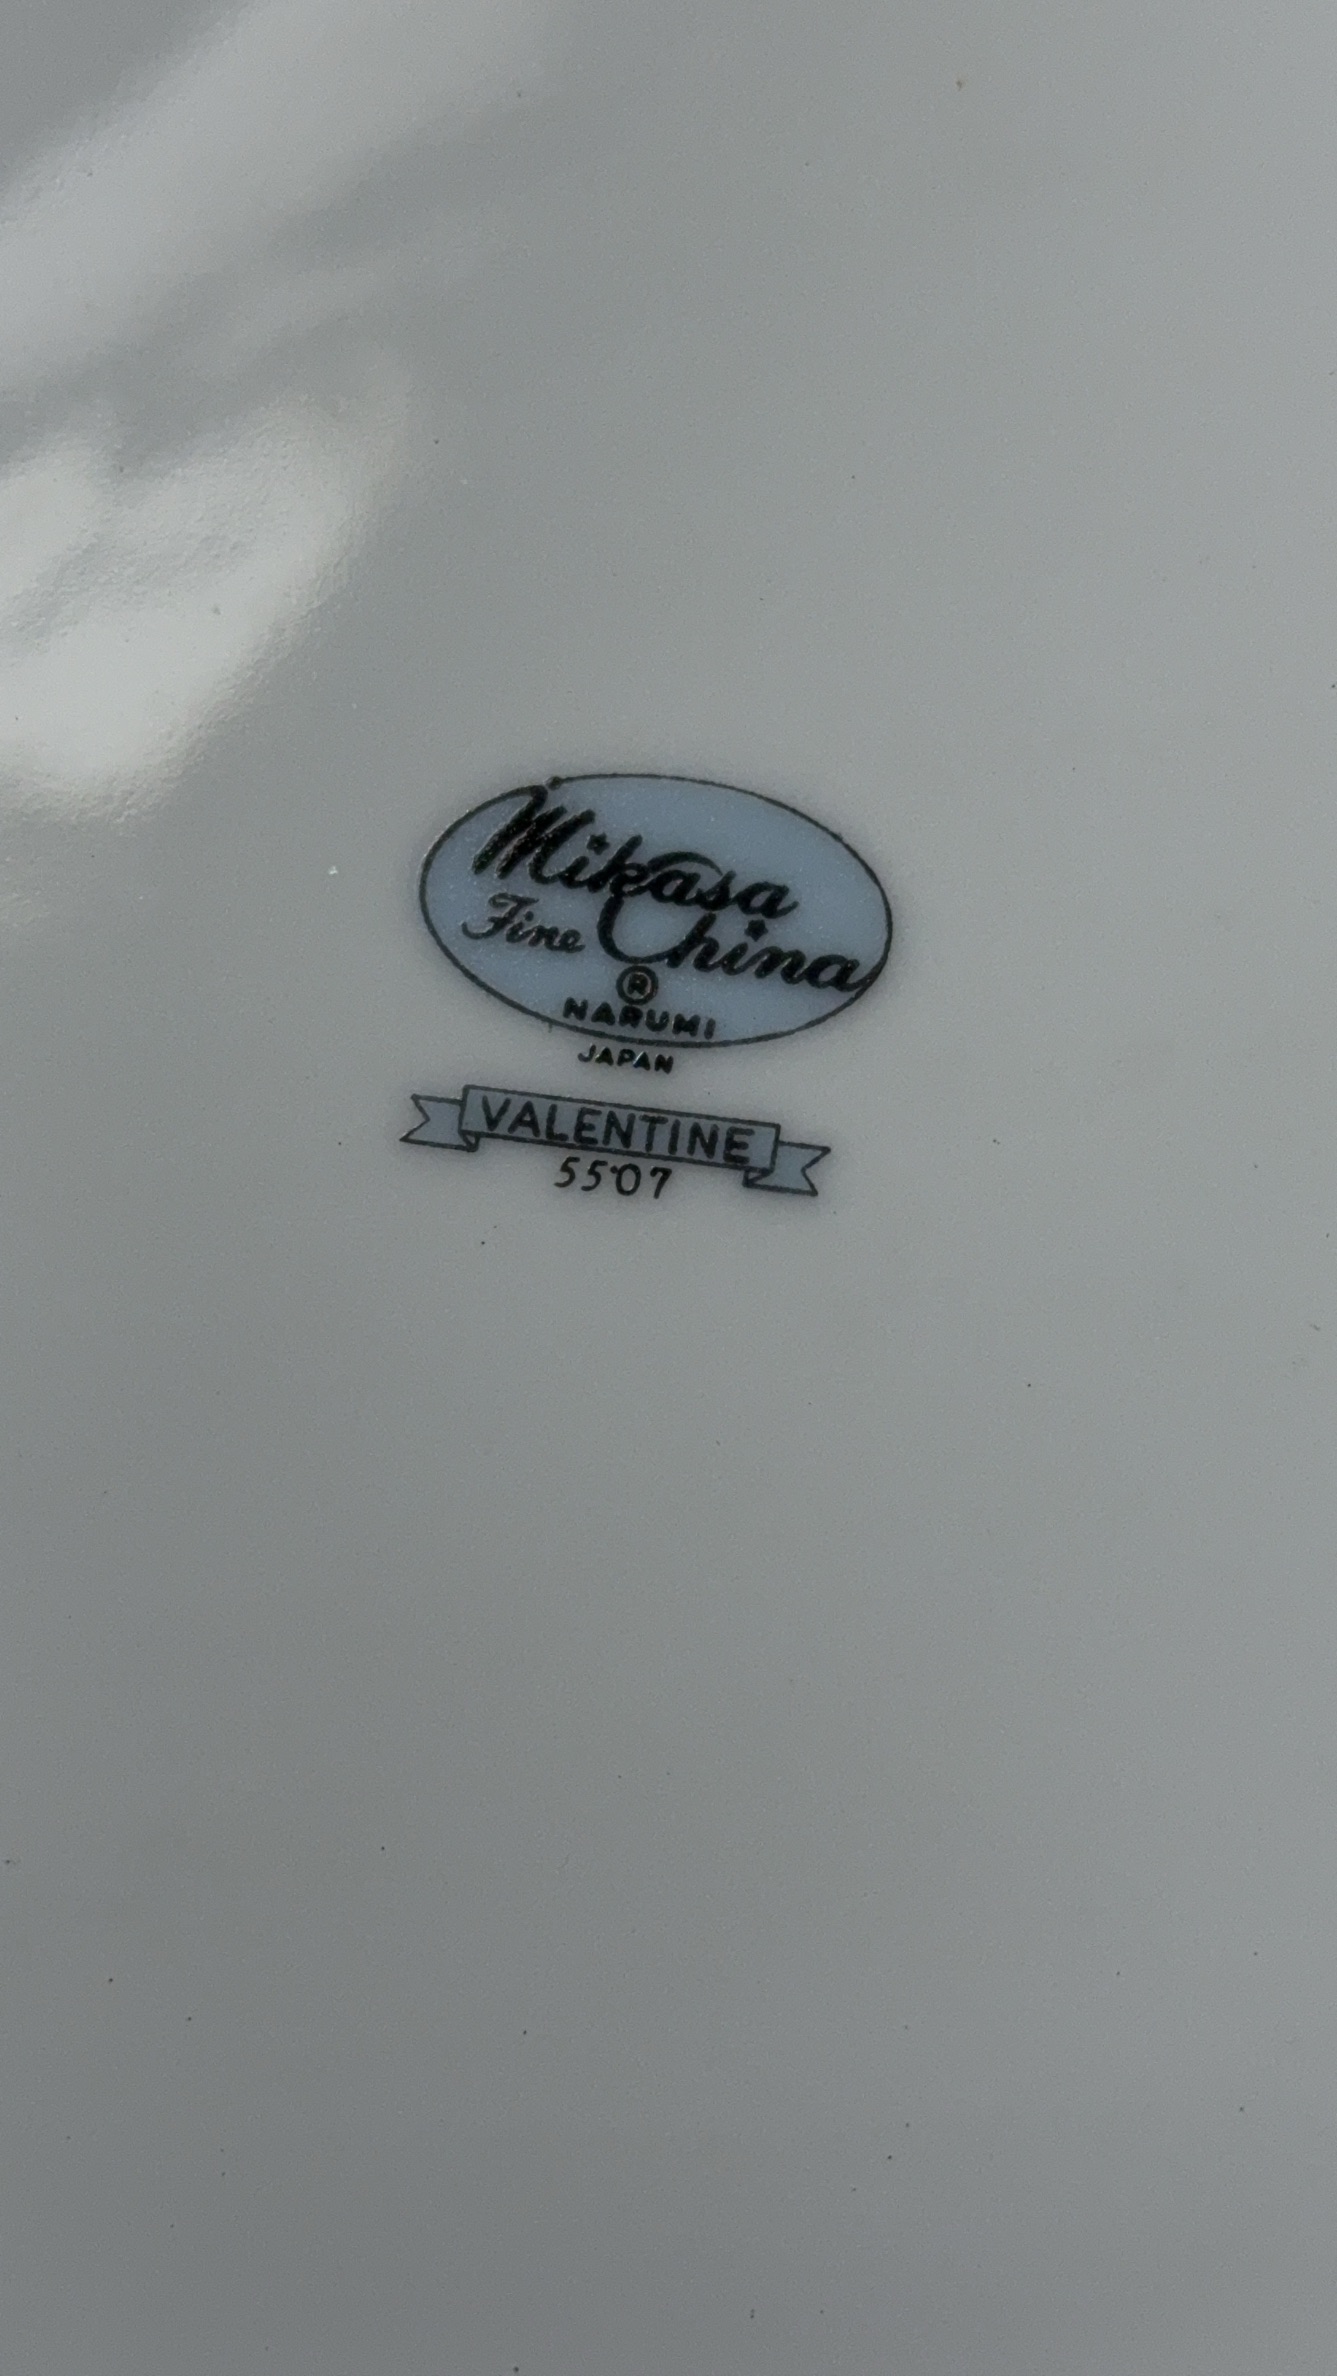 Mikasa
Fine China
®
NARUMI
JAPAN
VALENTINE
5507